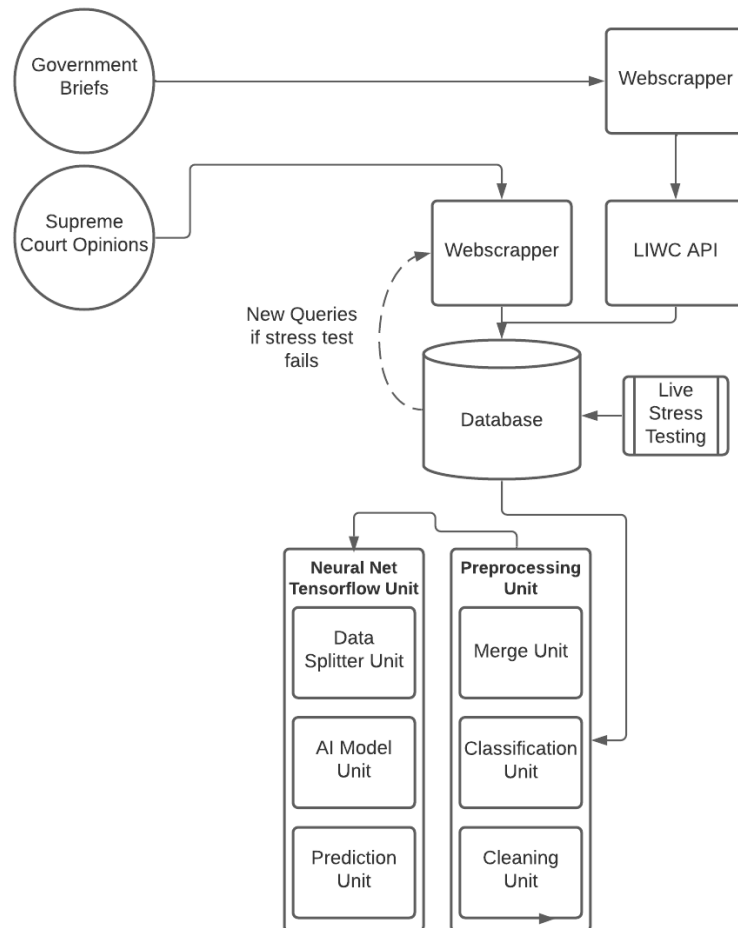 Government
Briefs
Webscrapper
Supreme
Court Opinions
Webscrapper
LIWC API
New Queries
if stress test
fails
Database
Live
Stress
Testing
Neural Net
Tensorflow Unit
Data
Splitter Unit
AI Model
Unit
Prediction
Unit
Preprocessing
Unit
Merge Unit
Classification
Unit
Cleaning
Unit